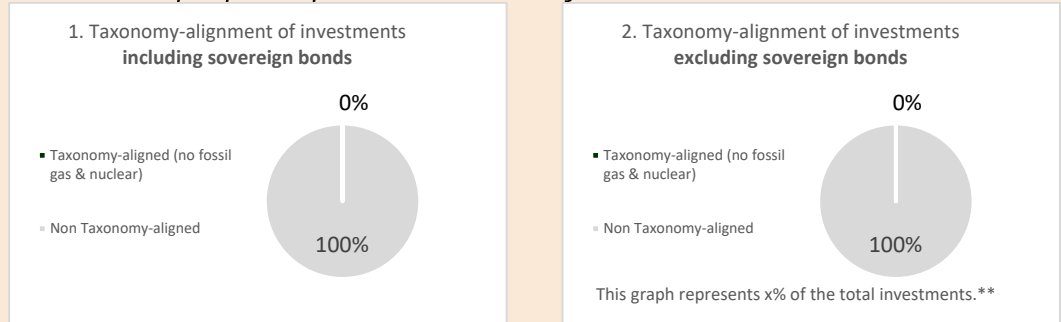 1. Taxonomy-alignment of investments
including sovereign bonds
0%
Taxonomy-aligned (no fossil
gas & nuclear)
Non Taxonomy-aligned
100%
2. Taxonomy-alignment of investments
excluding sovereign bonds
0%
Taxonomy-aligned (no fossil
gas & nuclear)
Non Taxonomy-aligned
100%
This graph represents x% of the total investments.**